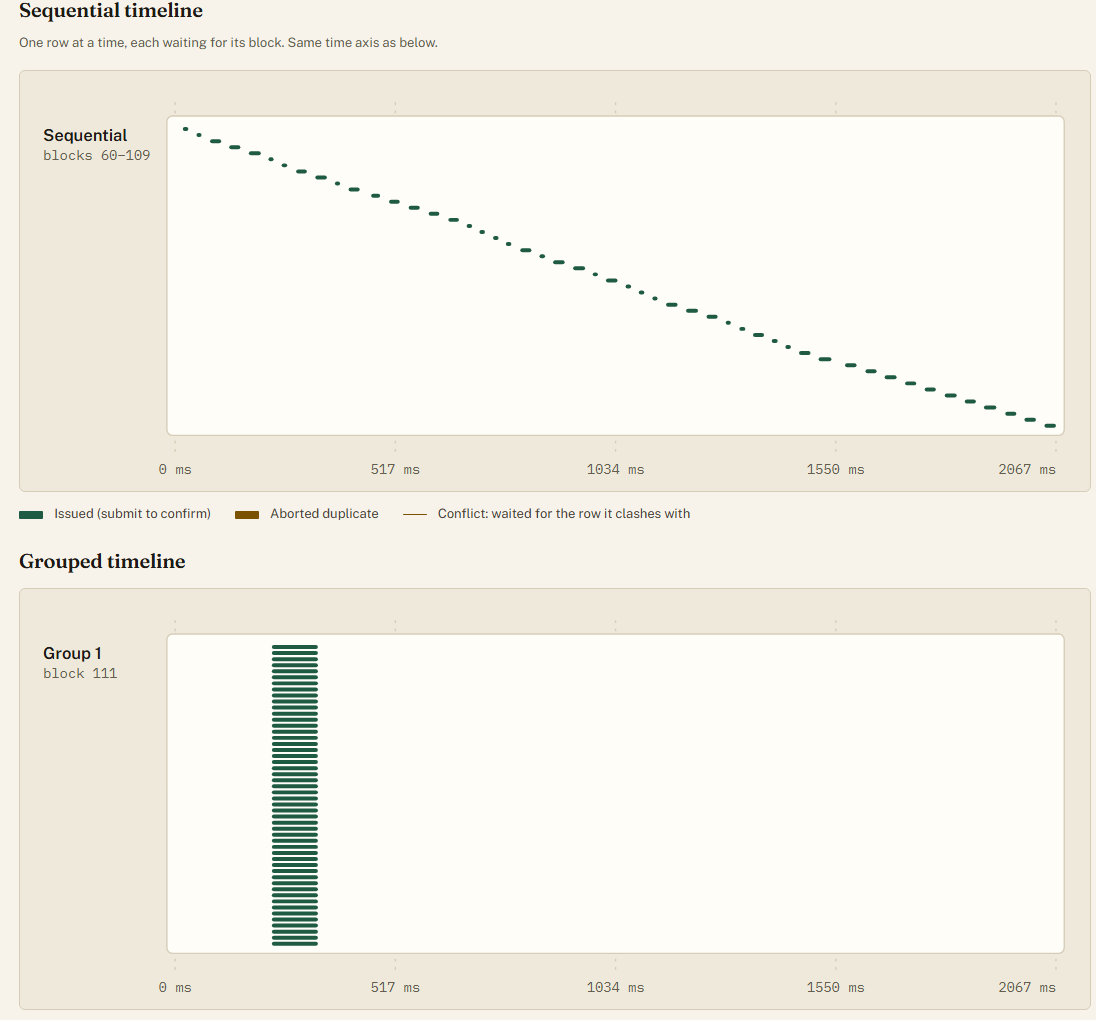 Sequential timeline
One row at a time, each waiting for its block. Same time axis as below.
Sequential
blocks 60–109
0 ms 517 ms 1034 ms 1550 ms 2067 ms
Issued (submit to confirm) Aborted duplicate Conflict: waited for the row it clashes with
Grouped timeline
Group 1
block 111
0 ms 517 ms 1034 ms 1550 ms 2067 ms